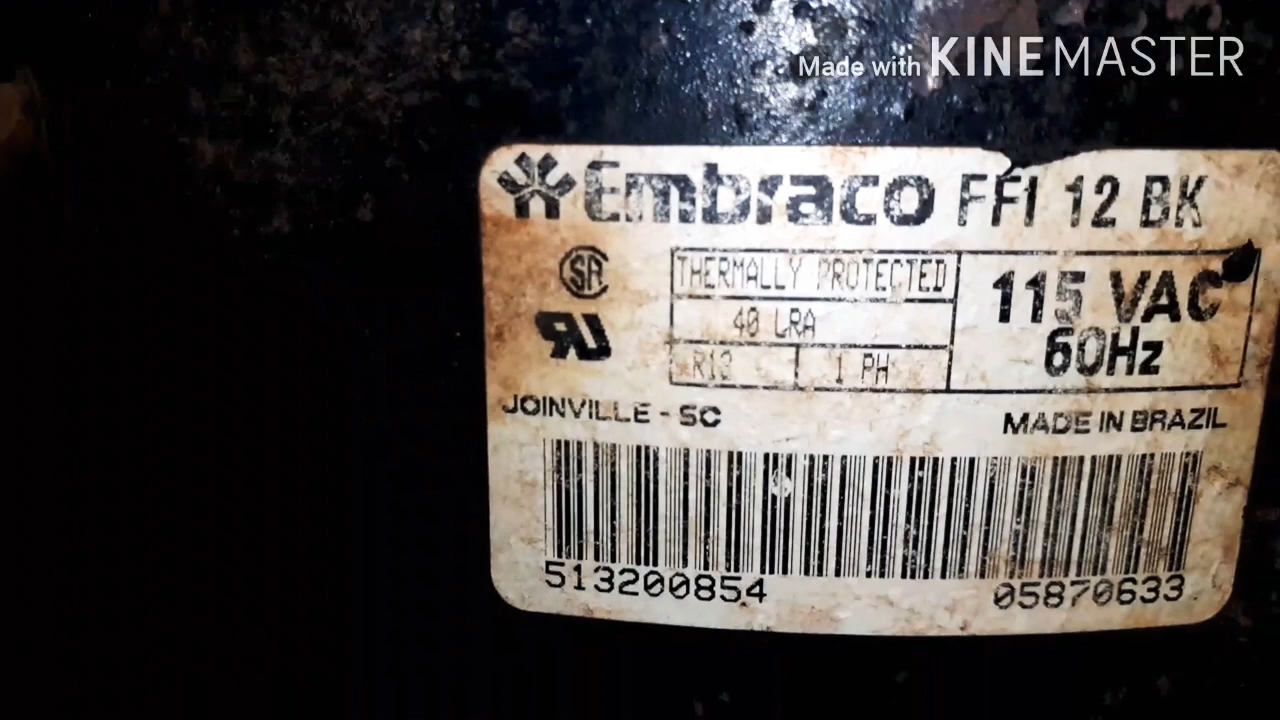 Made with KINEMASTER
Embraco FFI 12 BK
THERMALLY PROTECTED
115 VAC
60Hz
40 LRA
R12
1 PH
JOINVILLE - SC
MADE IN BRAZIL
513200854
05870633